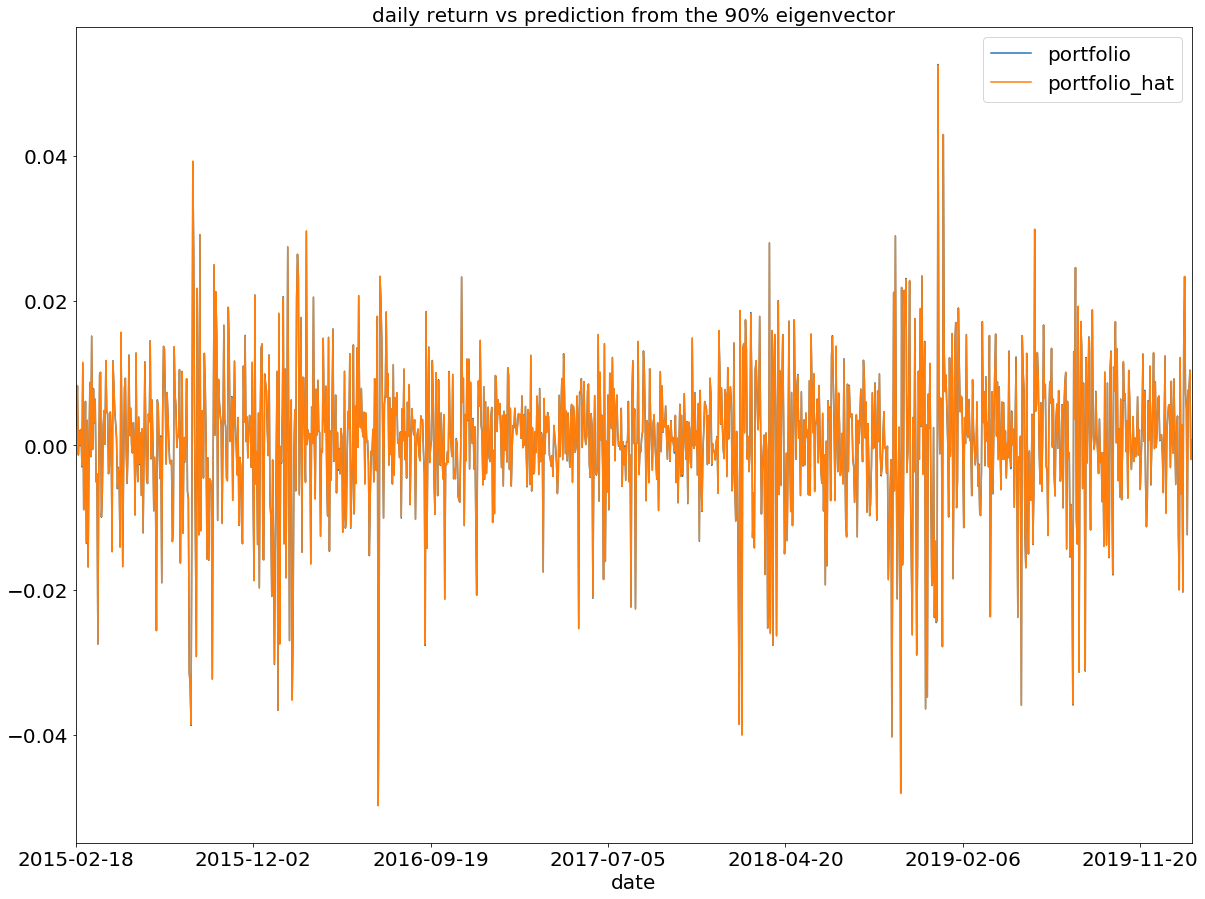 daily return vs prediction from the 90% eigenvector
portfolio
portfolio_hat
0.04
0.02
0.00
−0.02
−0.04
2015-02-18 2015-12-02 2016-09-19 2017-07-05 2018-04-20 2019-02-06 2019-11-20
date